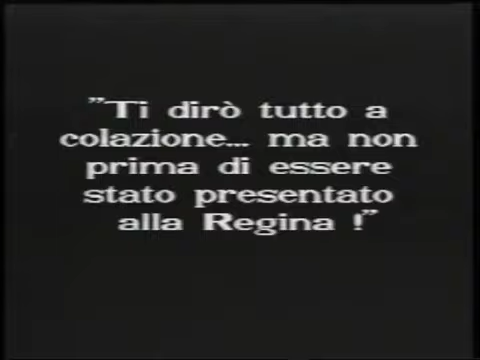 "Ti dirò tutto a
colazione... ma non
prima di essere
stato presentato
alla Regina !"